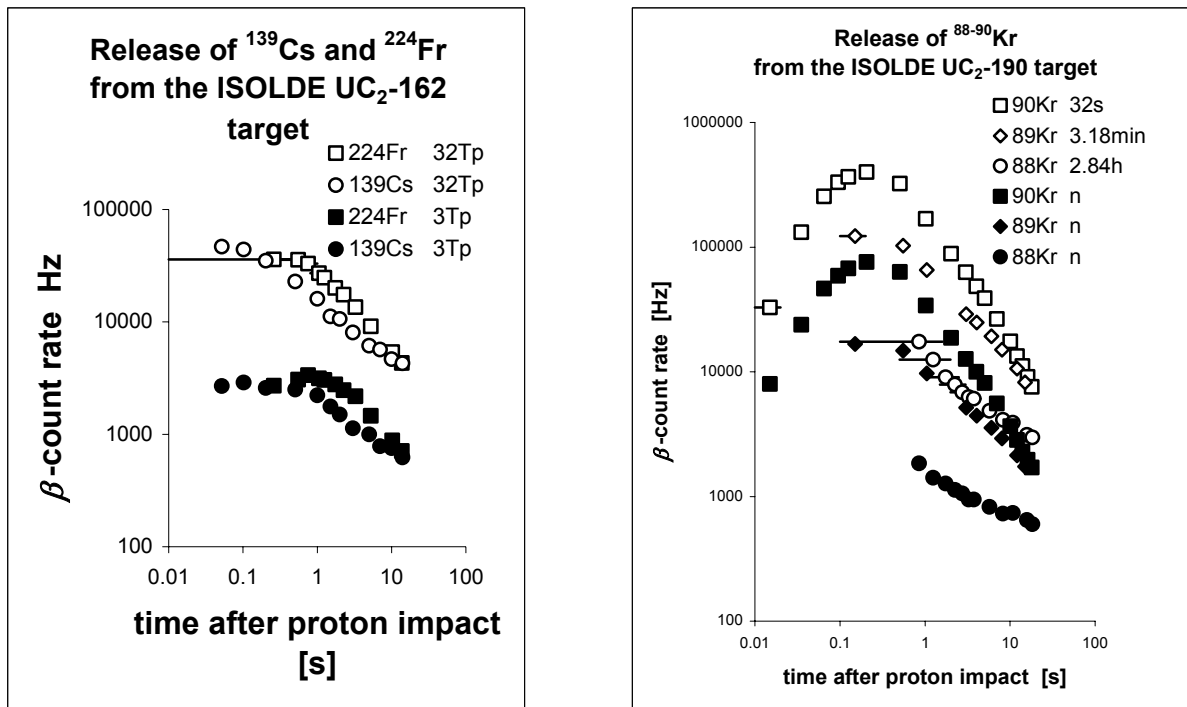 Release of ¹³⁹Cs and ²²⁴Fr
from the ISOLDE UC₂-162
target
224Fr 32Tp
139Cs 32Tp
224Fr 3Tp
139Cs 3Tp
100000
10000
1000
100
0.01 0.1 1 10 100
β-count rate Hz
time after proton impact
[s]
Release of ⁸⁸⁻⁹⁰Kr
from the ISOLDE UC₂-190 target
90Kr 32s
89Kr 3.18min
88Kr 2.84h
90Kr n
89Kr n
88Kr n
1000000
100000
10000
1000
100
0.01 0.1 1 10 100
β-count rate [Hz]
time after proton impact [s]